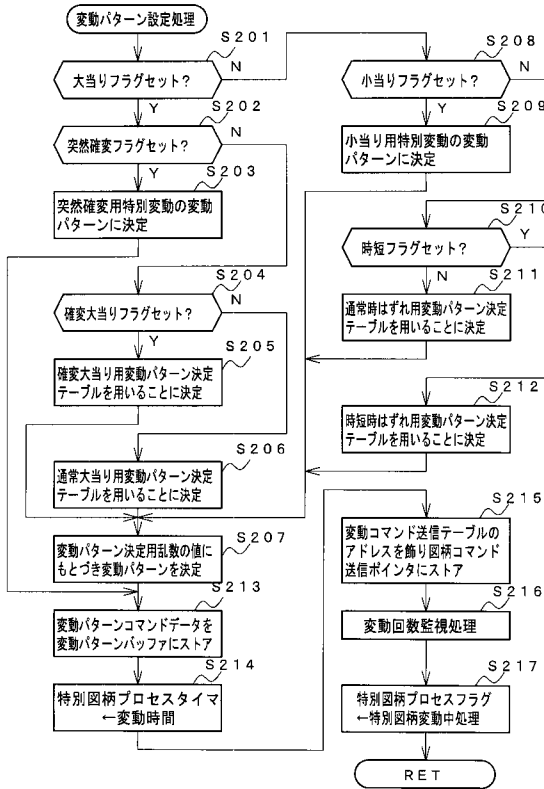 変動パターン設定処理
S201
大当りフラグセット?
N
Y
S202
突然確変フラグセット?
N
Y
S203
突然確変用特別変動の変動
パターンに決定
S204
確変大当りフラグセット?
N
Y
S205
確変大当り用変動パターン決定
テーブルを用いることに決定
S206
通常大当り用変動パターン決定
テーブルを用いることに決定
S207
変動パターン決定用乱数の値に
もとづき変動パターンを決定
S213
変動パターンコマンドデータを
変動パターンバッファにストア
S214
特別図柄プロセスタイマ
←変動時間
S208
小当りフラグセット?
N
Y
S209
小当り用特別変動の変動
パターンに決定
S210
時短フラグセット?
Y
N
S211
通常時はずれ用変動パターン決定
テーブルを用いることに決定
S212
時短時はずれ用変動パターン決定
テーブルを用いることに決定
S215
変動コマンド送信テーブルの
アドレスを飾り図柄コマンド
送信ポインタにストア
S216
変動回数監視処理
S217
特別図柄プロセスフラグ
←特別図柄変動中処理
RET